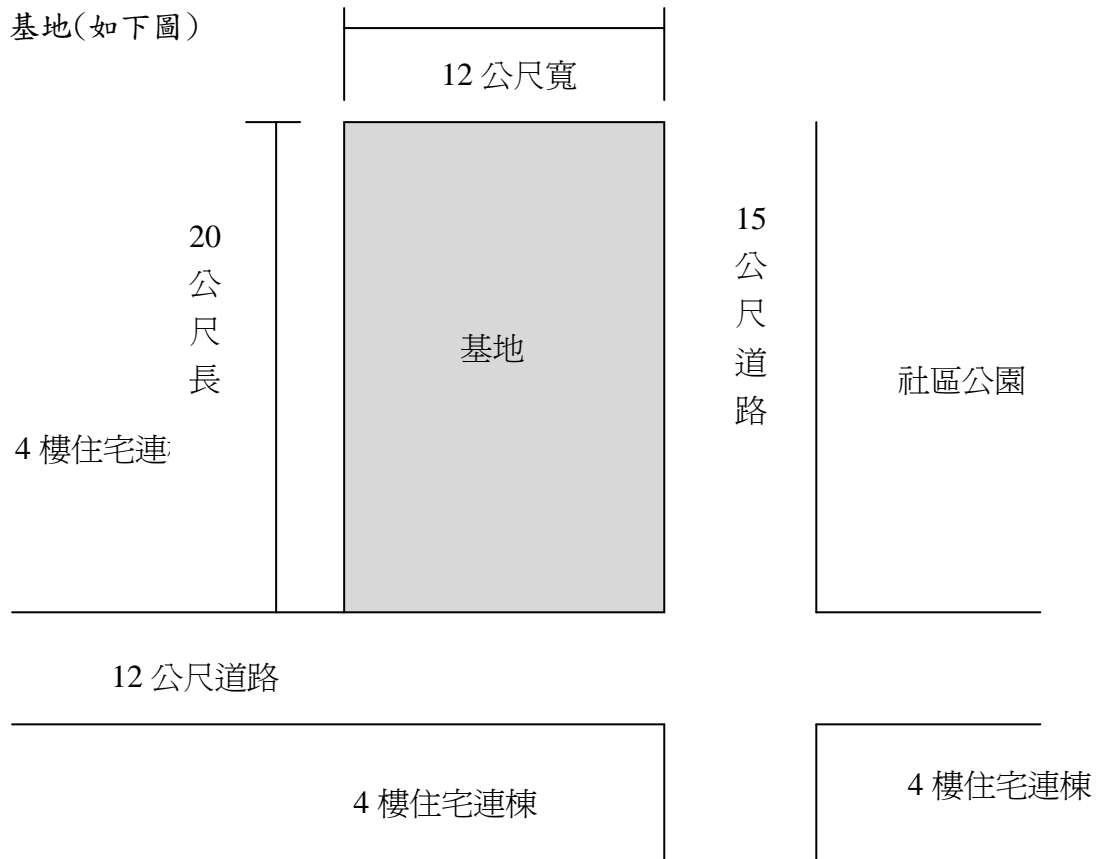 基地(如下圖)
12 公尺寬
20
公
尺
長
基地
15
公
尺
道
路
社區公園
4 樓住宅連
12 公尺道路
4 樓住宅連棟
4 樓住宅連棟